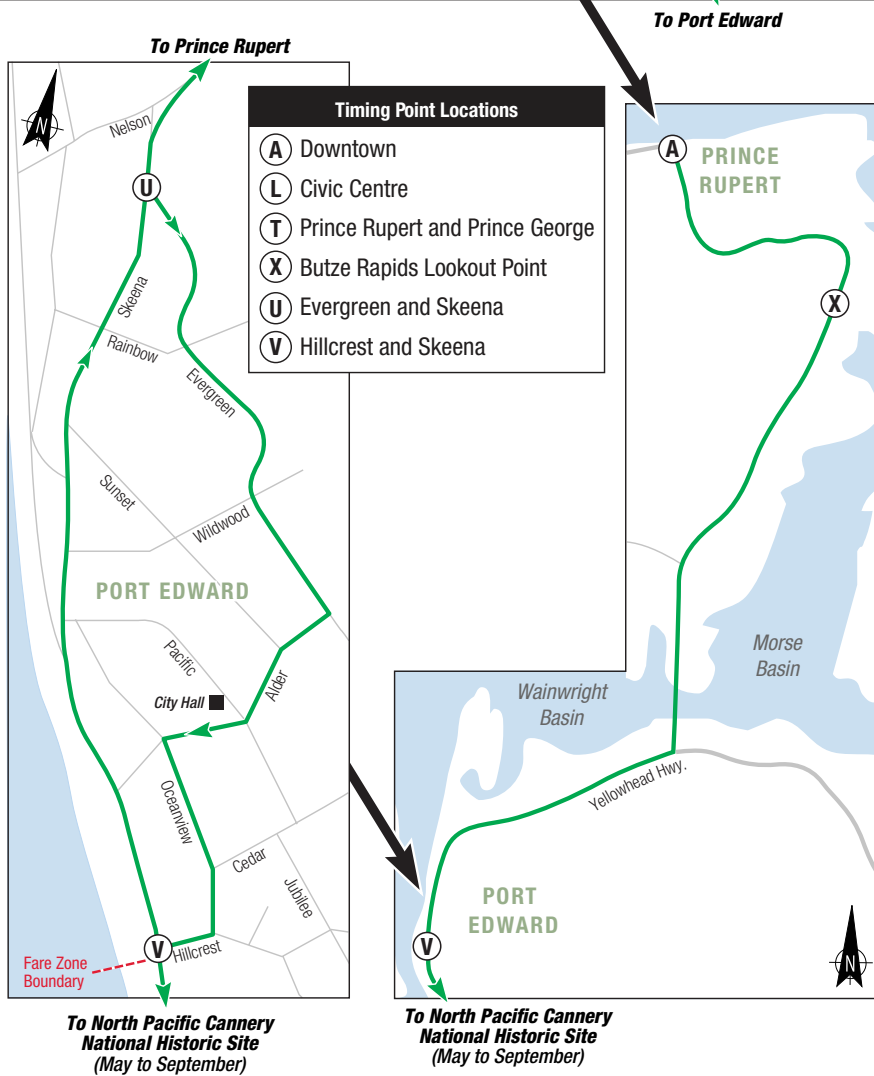 To Port Edward
To Prince Rupert
N
Nelson
U
Skeena
Rainbow
Evergreen
Sunset
Wildwood
PORT EDWARD
Pacific
City Hall
Alder
Oceanview
Cedar
Jubilee
V
Hillcrest
Fare Zone
Boundary
To North Pacific Cannery
National Historic Site
(May to September)
Timing Point Locations
A Downtown
L Civic Centre
T Prince Rupert and Prince George
X Butze Rapids Lookout Point
U Evergreen and Skeena
V Hillcrest and Skeena
A
PRINCE
RUPERT
X
Morse
Basin
Wainwright
Basin
Yellowhead Hwy.
PORT
EDWARD
V
N
To North Pacific Cannery
National Historic Site
(May to September)